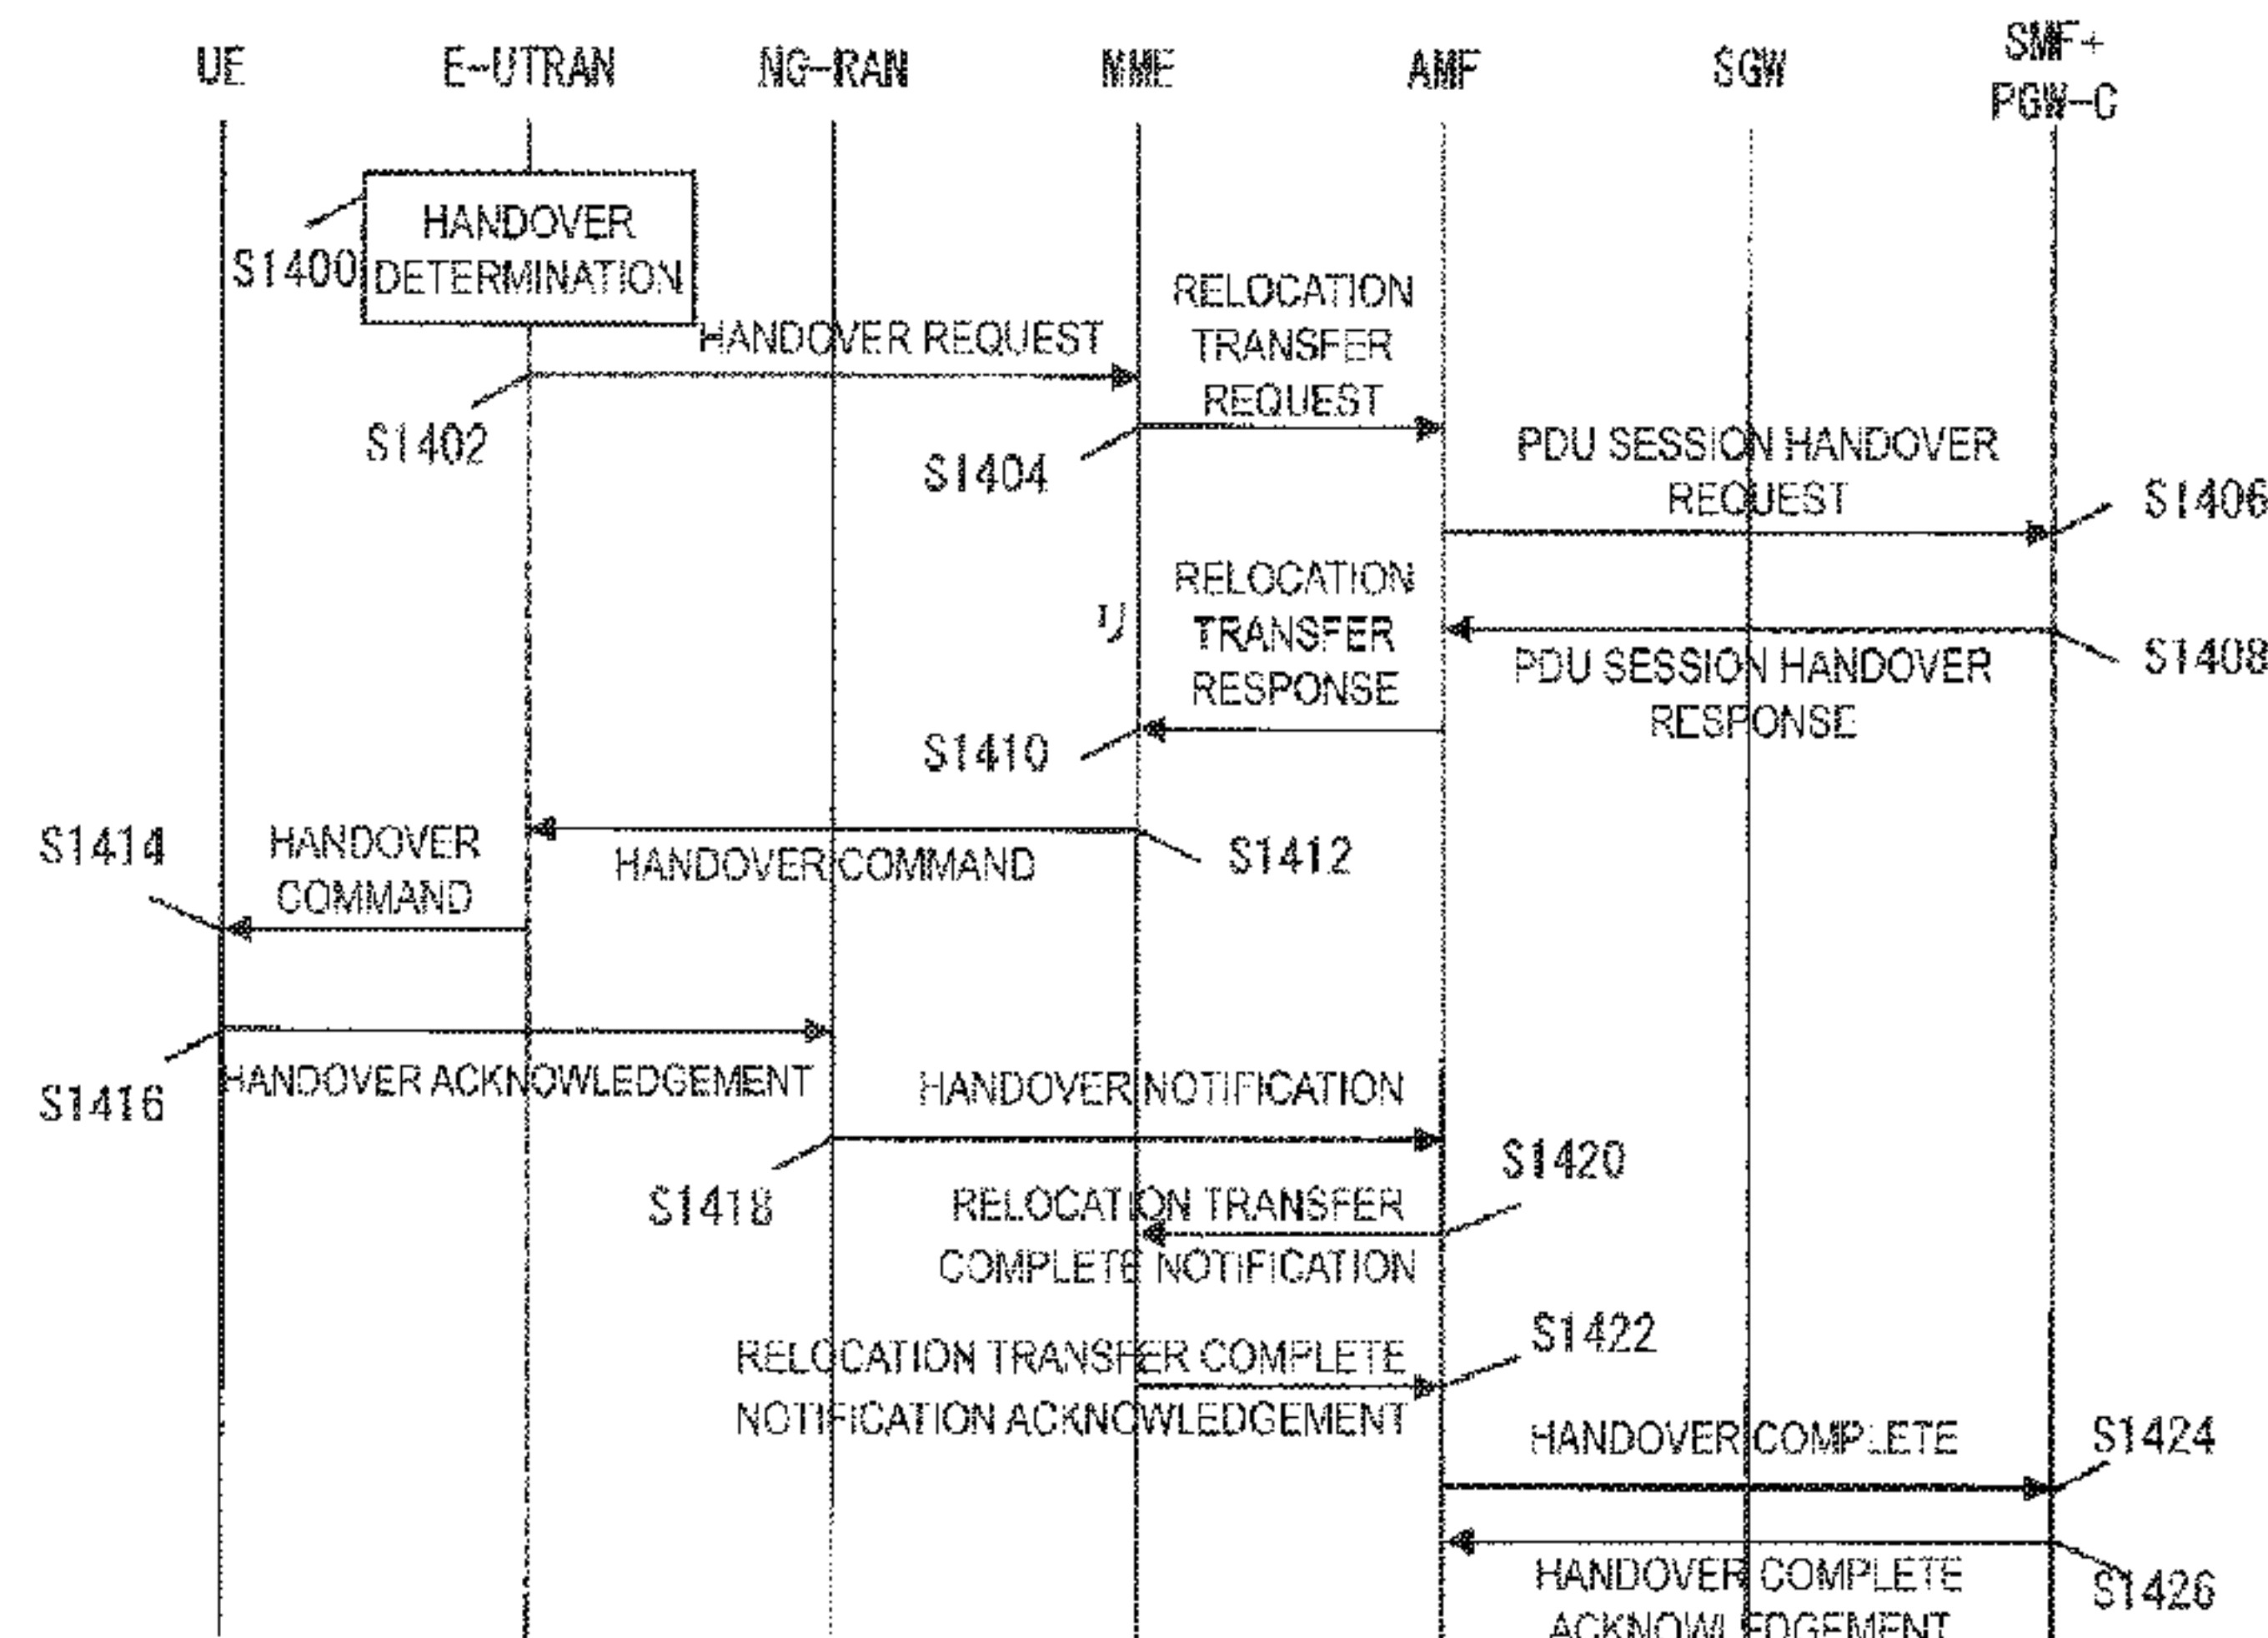 UE
E-UTRAN
NG-RAN
MME
AMF
SGW
SMF+
PGW-C
HANDOVER
DETERMINATION
S1400
HANDOVER REQUEST
S1402
RELOCATION
TRANSFER
REQUEST
S1404
PDU SESSION HANDOVER
REQUEST
S1406
RELOCATION
TRANSFER
RESPONSE
リ
S1408
PDU SESSION HANDOVER
RESPONSE
S1410
S1414
HANDOVER
COMMAND
HANDOVER COMMAND
S1412
HANDOVER ACKNOWLEDGEMENT
S1416
HANDOVER NOTIFICATION
S1418
S1420
RELOCATION TRANSFER
COMPLETE NOTIFICATION
S1422
RELOCATION TRANSFER COMPLETE
NOTIFICATION ACKNOWLEDGEMENT
HANDOVER COMPLETE
S1424
HANDOVER COMPLETE
ACKNOWLEDGEMENT
S1426